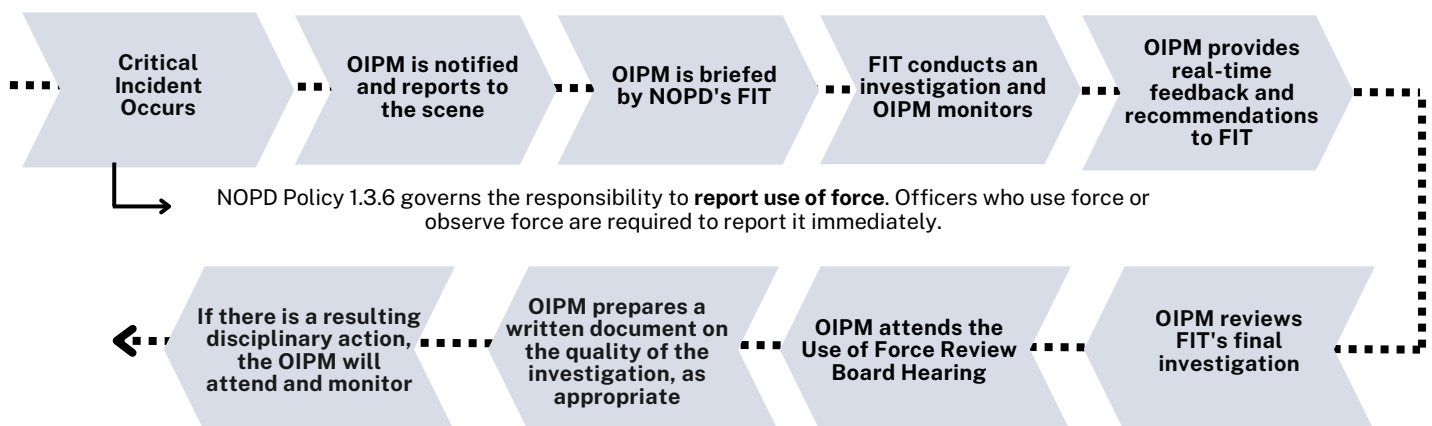 Critical
Incident
Occurs
OIPM is notified
and reports to
the scene
OIPM is briefed
by NOPD's FIT
FIT conducts an
investigation and
OIPM monitors
OIPM provides
real-time
feedback and
recommendations
to FIT
NOPD Policy 1.3.6 governs the responsibility to report use of force. Officers who use force or
observe force are required to report it immediately.
OIPM reviews
FIT's final
investigation
OIPM attends the
Use of Force Review
Board Hearing
OIPM prepares a
written document on
the quality of the
investigation, as
appropriate
If there is a resulting
disciplinary action,
the OIPM will
attend and monitor